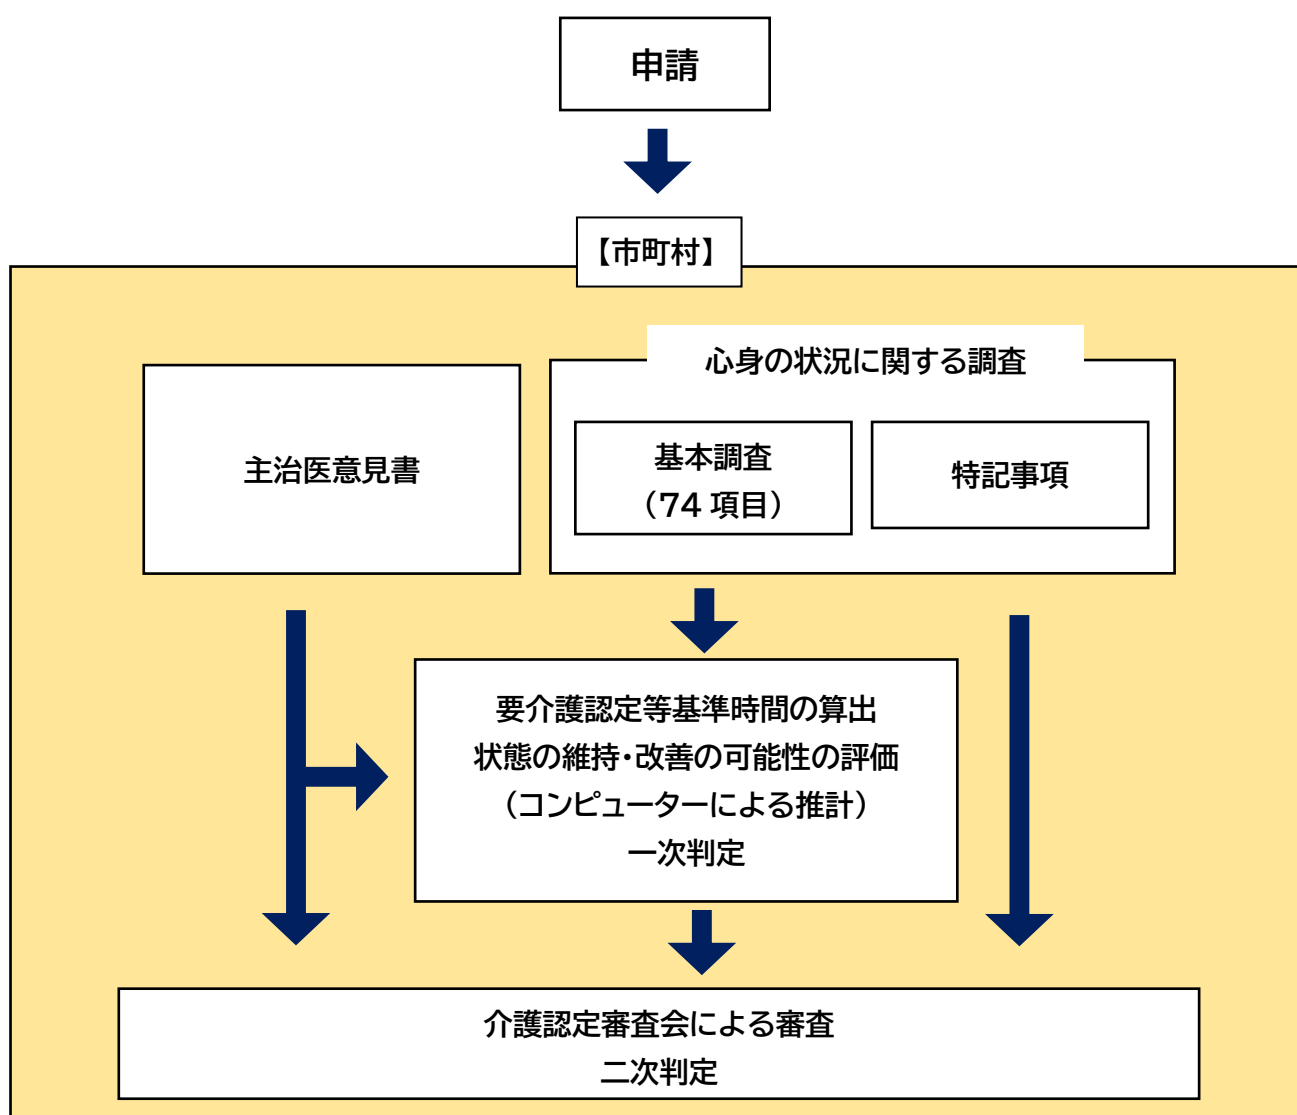 申請
【市町村】
心身の状況に関する調査
主治医意見書
基本調査
（74 項目）
特記事項
要介護認定等基準時間の算出
状態の維持・改善の可能性の評価
（コンピューターによる推計）
一次判定
介護認定審査会による審査
二次判定